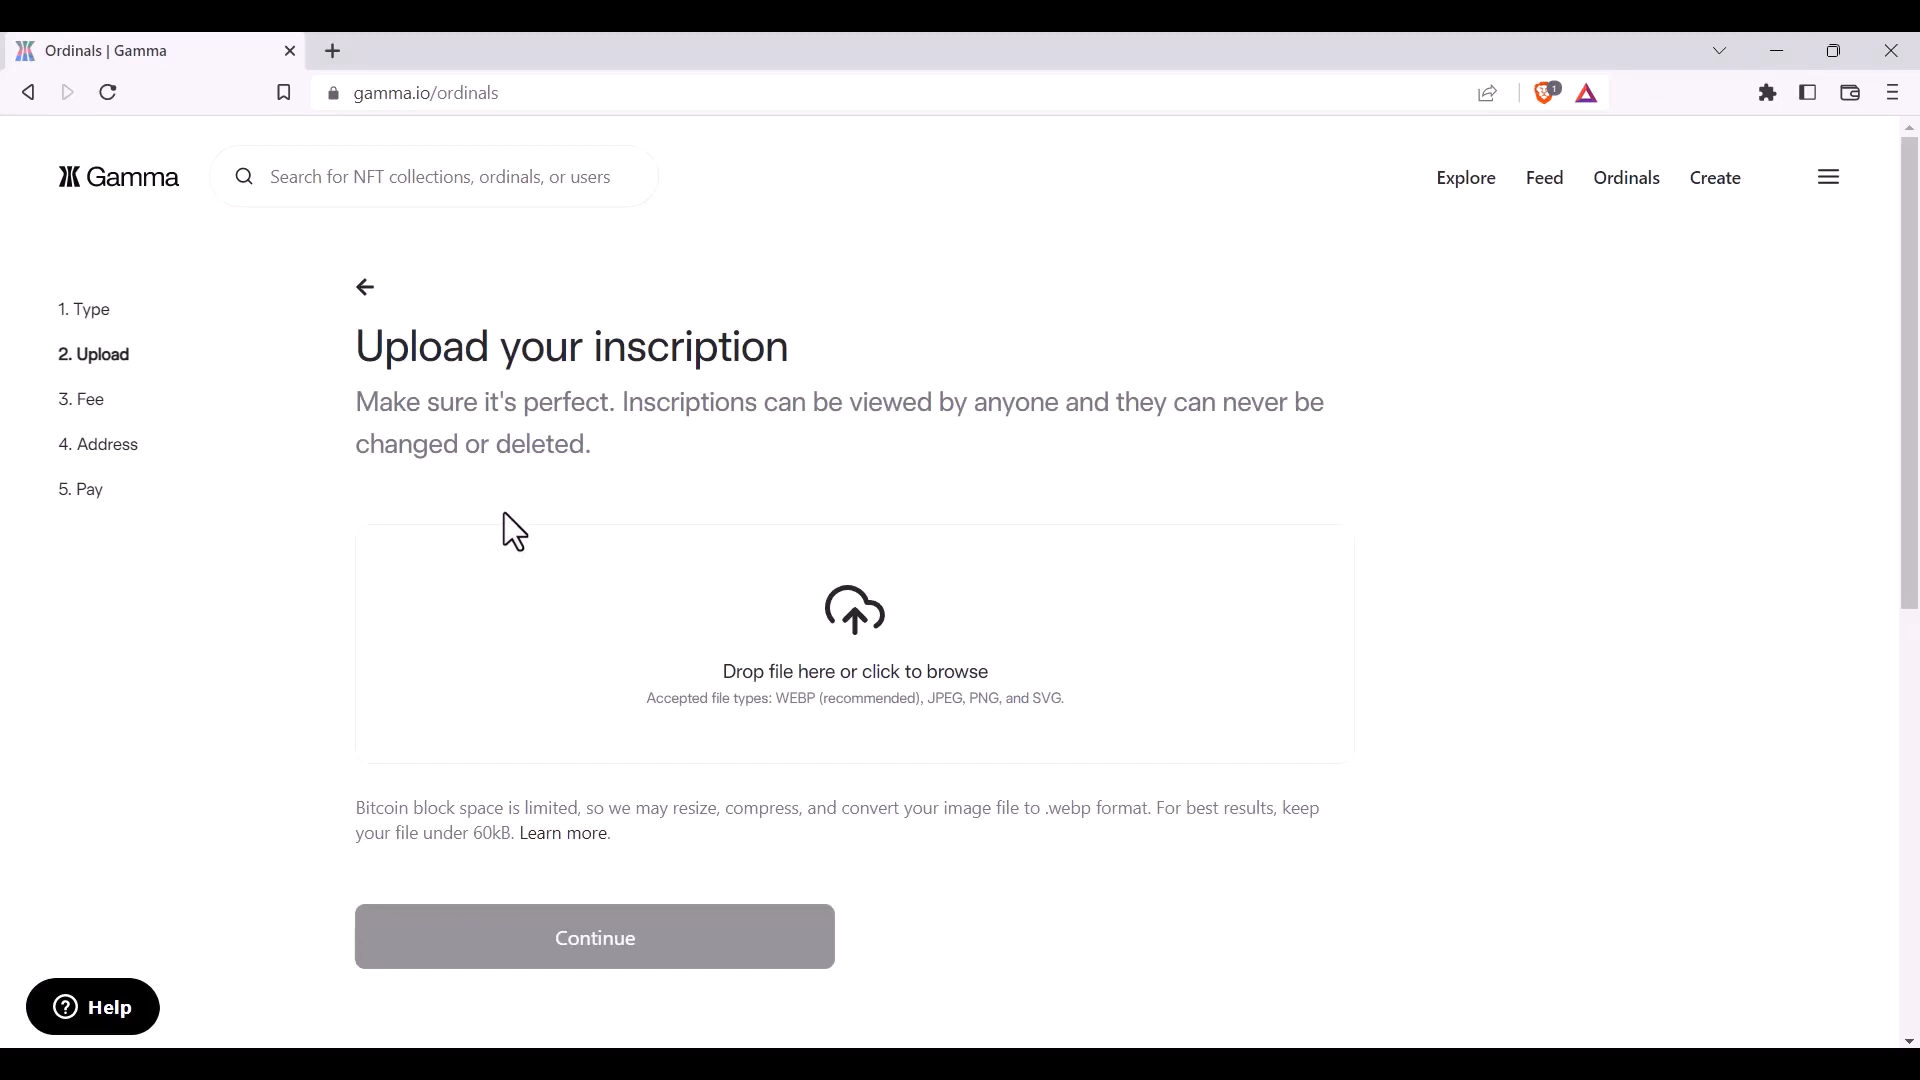 Ordinals | Gamma
gamma.io/ordinals
1
Gamma
Search for NFT collections, ordinals, or users
Explore
Feed
Ordinals
Create
1. Type
2. Upload
3. Fee
4. Address
5. Pay
Upload your inscription
Make sure it's perfect. Inscriptions can be viewed by anyone and they can never be
changed or deleted.
Drop file here or click to browse
Accepted file types: WEBP (recommended), JPEG, PNG, and SVG.
Bitcoin block space is limited, so we may resize, compress, and convert your image file to .webp format. For best results, keep
your file under 60kB. Learn more.
Continue
? Help